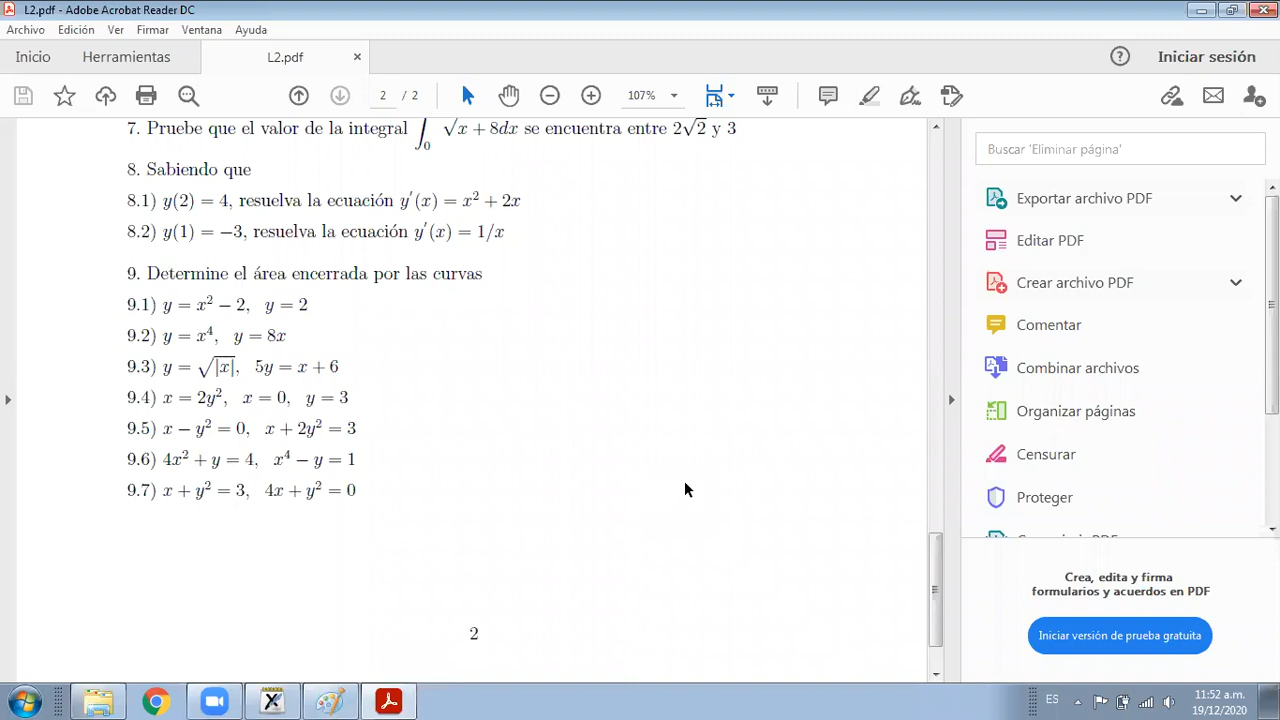 L2.pdf - Adobe Acrobat Reader DC
Archivo Edición Ver Firmar Ventana Ayuda
Inicio Herramientas L2.pdf × Iniciar sesión
2 / 2 107%
7. Pruebe que el valor de la integral ∫₀ √x + 8dx se encuentra entre 2√2 y 3
8. Sabiendo que
8.1) y(2) = 4, resuelva la ecuación y′(x) = x² + 2x
8.2) y(1) = −3, resuelva la ecuación y′(x) = 1/x
9. Determine el área encerrada por las curvas
9.1) y = x² − 2, y = 2
9.2) y = x⁴, y = 8x
9.3) y = √|x|, 5y = x + 6
9.4) x = 2y², x = 0, y = 3
9.5) x − y² = 0, x + 2y² = 3
9.6) 4x² + y = 4, x⁴ − y = 1
9.7) x + y² = 3, 4x + y² = 0
2
Buscar 'Eliminar página'
Exportar archivo PDF
Editar PDF
Crear archivo PDF
Comentar
Combinar archivos
Organizar páginas
Censurar
Proteger
Crea, edita y firma
formularios y acuerdos en PDF
Iniciar versión de prueba gratuita
ES
11:52 a.m.
19/12/2020